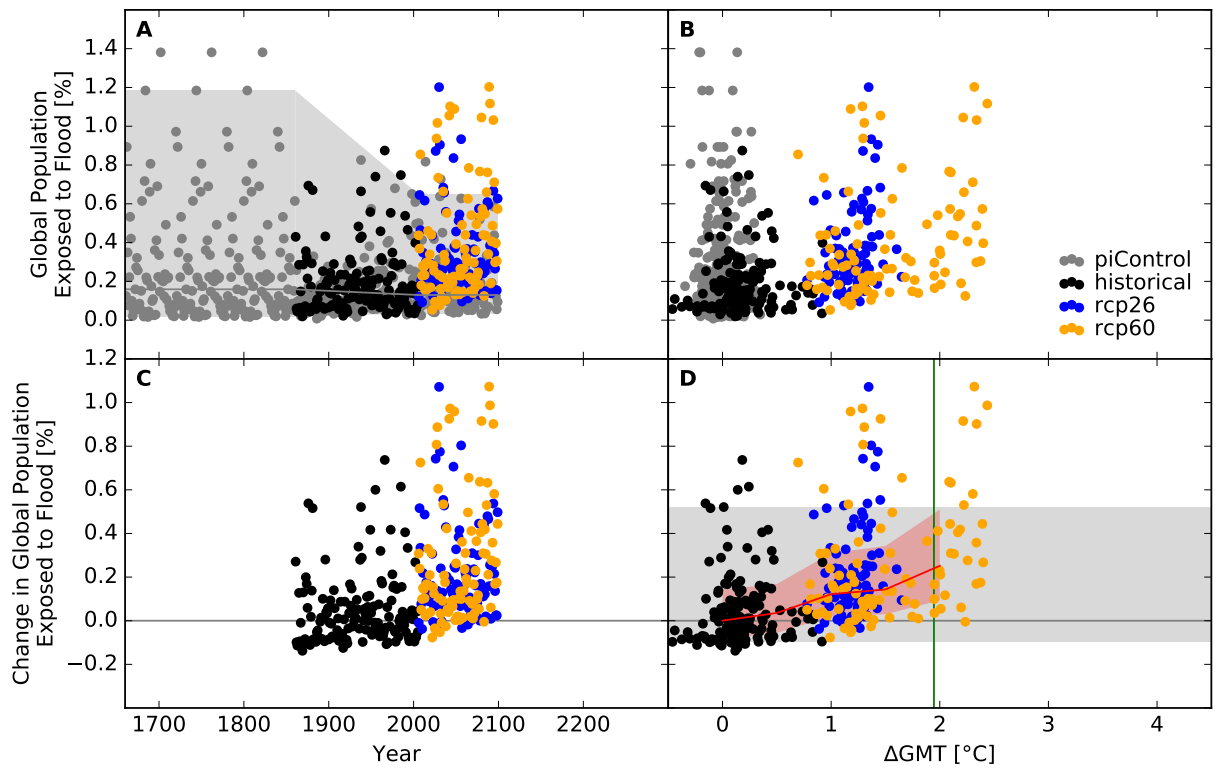 A
B
Global Population
Exposed to Flood [%]
1.4
1.2
1.0
0.8
0.6
0.4
0.2
0.0
piControl
historical
rcp26
rcp60
C
D
Change in Global Population
Exposed to Flood [%]
1.2
1.0
0.8
0.6
0.4
0.2
0.0
−0.2
1700 1800 1900 2000 2100 2200
0 1 2 3 4
Year
ΔGMT [°C]